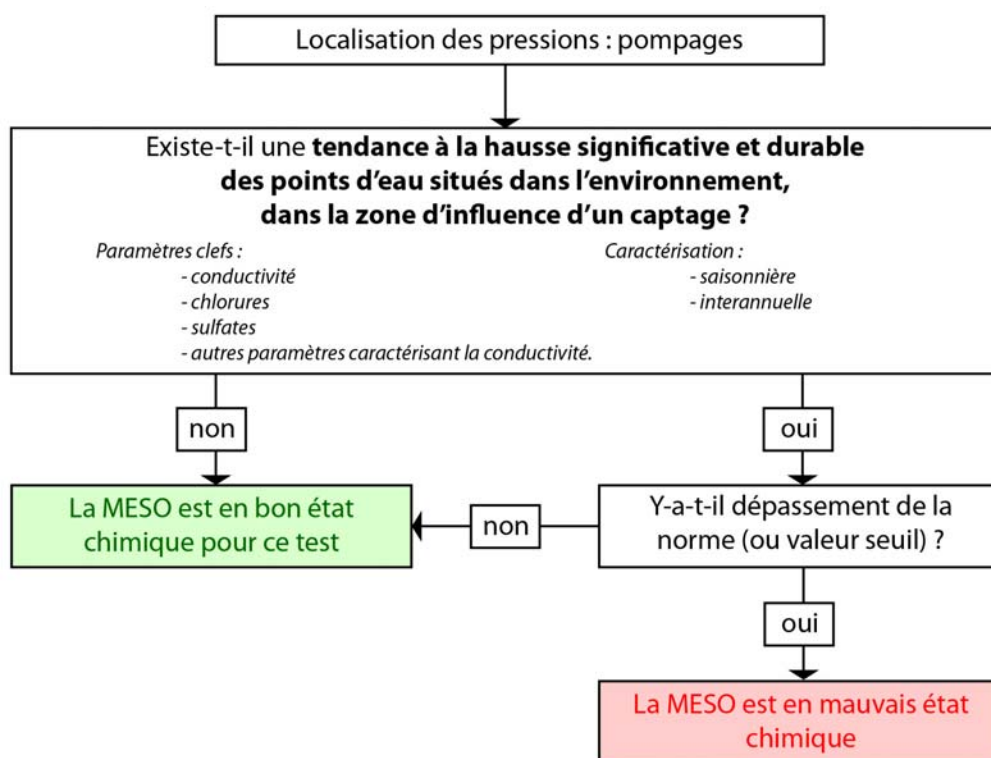 Localisation des pressions : pompages
Existe-t-il une tendance à la hausse significative et durable
des points d'eau situés dans l'environnement,
dans la zone d'influence d'un captage ?
Paramètres clefs :
- conductivité
- chlorures
- sulfates
- autres paramètres caractérisant la conductivité.
Caractérisation :
- saisonnière
- interannuelle
non
oui
La MESO est en bon état
chimique pour ce test
non
Y-a-t-il dépassement de la
norme (ou valeur seuil) ?
oui
La MESO est en mauvais état
chimique